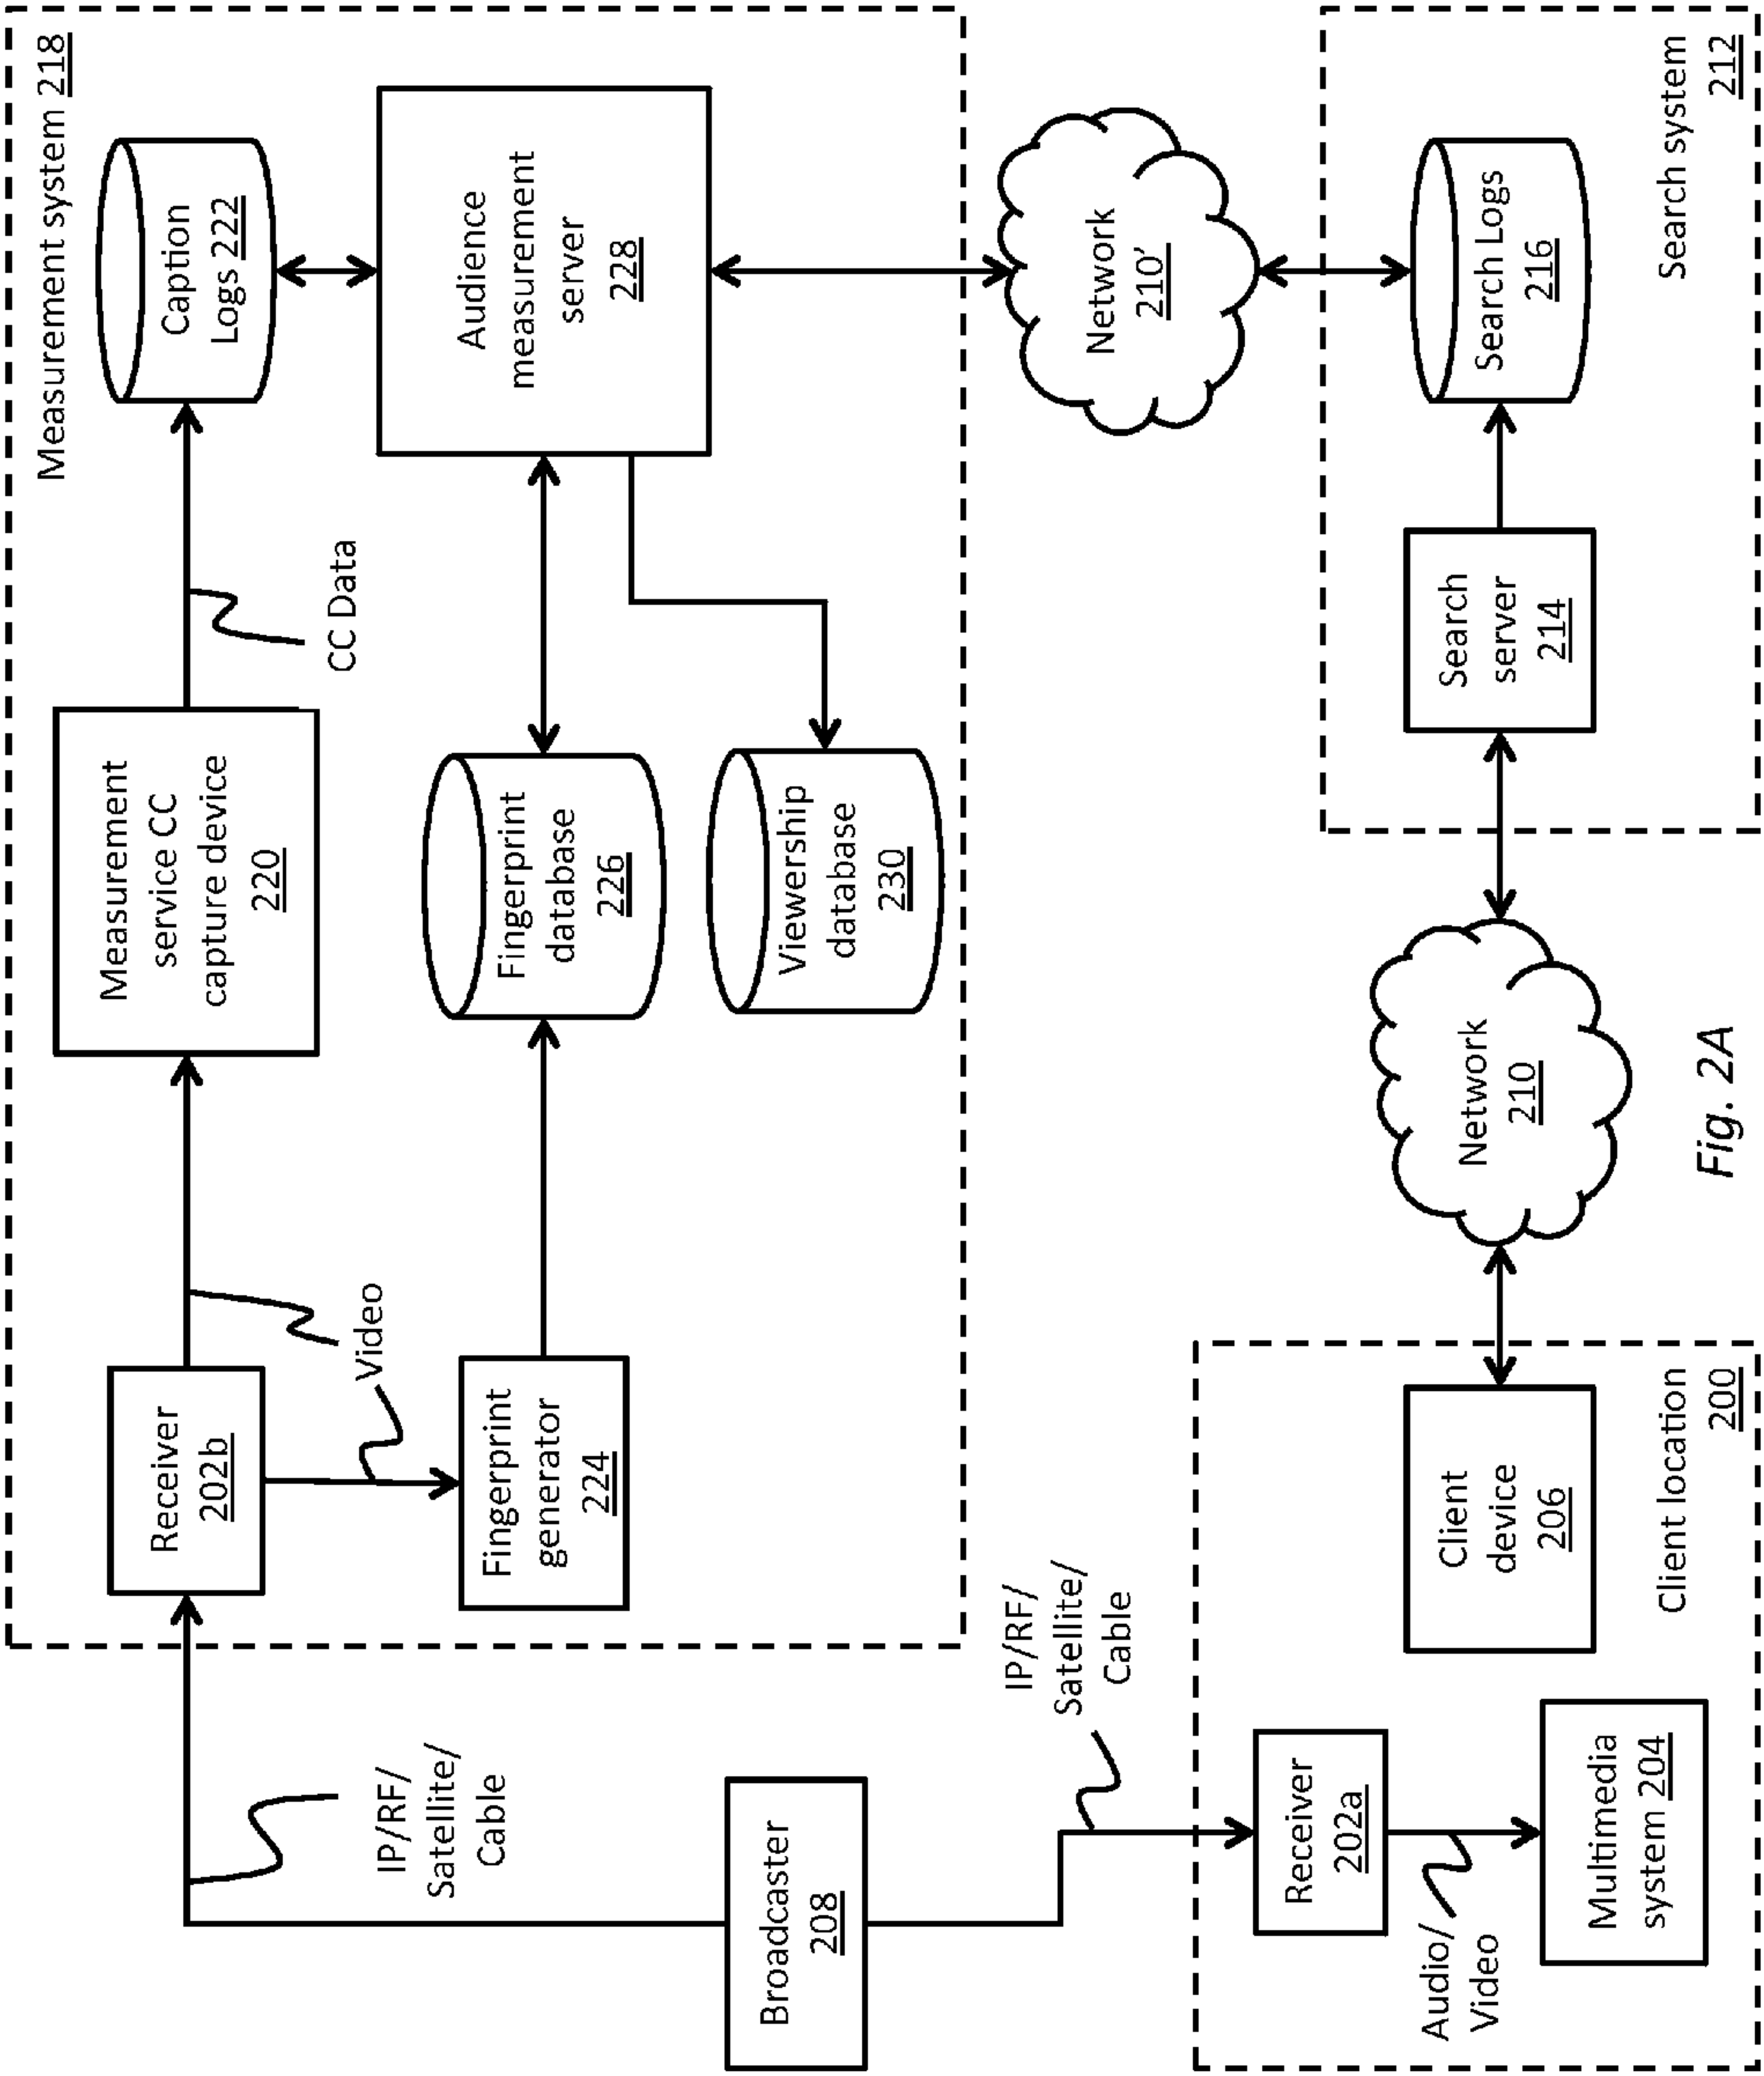 Measurement system 218
IP/RF/
Satellite/
Cable
Receiver
202b
Video
Measurement
service CC
capture device
220
CC Data
Caption
Logs 222
Fingerprint
generator
224
Fingerprint
database
226
Audience
measurement
server
228
Viewership
database
230
Broadcaster
208
IP/RF/
Satellite/
Cable
Network
210’
Receiver
202a
Audio/
Video
Multimedia
system 204
Client
device
206
Client location
200
Network
210
Search
server
214
Search Logs
216
Search system
212
Fig. 2A